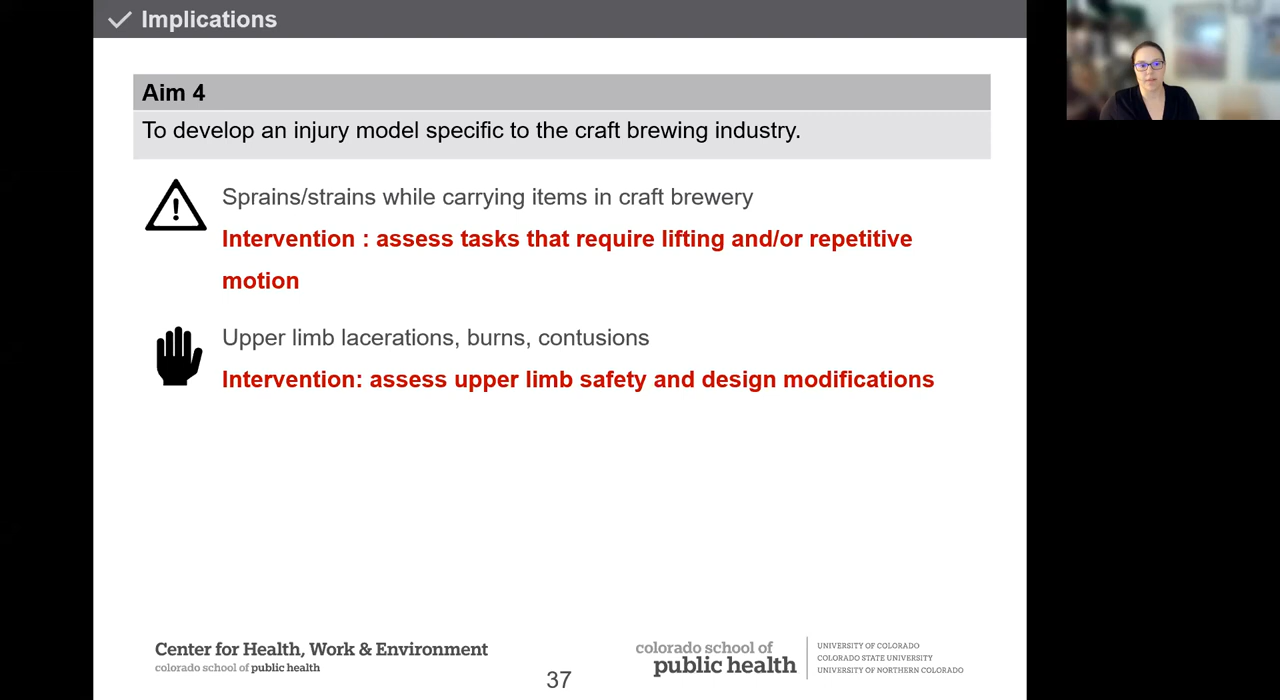 Implications
Aim 4
To develop an injury model specific to the craft brewing industry.
Sprains/strains while carrying items in craft brewery
Intervention : assess tasks that require lifting and/or repetitive
motion
Upper limb lacerations, burns, contusions
Intervention: assess upper limb safety and design modifications
Center for Health, Work & Environment
colorado school of public health
37
colorado school of
public health
UNIVERSITY OF COLORADO
COLORADO STATE UNIVERSITY
UNIVERSITY OF NORTHERN COLORADO